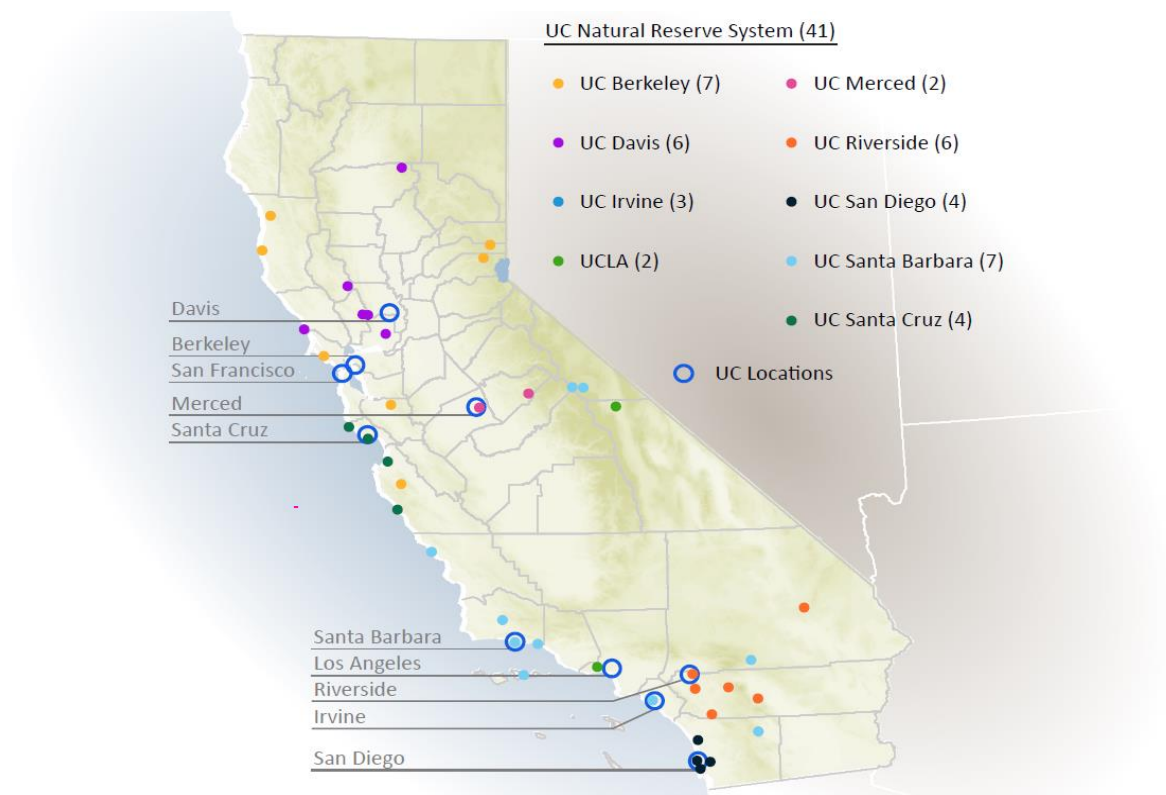 UC Natural Reserve System (41)
UC Berkeley (7)
UC Merced (2)
UC Davis (6)
UC Riverside (6)
UC Irvine (3)
UC San Diego (4)
UCLA (2)
UC Santa Barbara (7)
UC Santa Cruz (4)
UC Locations
Davis
Berkeley
San Francisco
Merced
Santa Cruz
Santa Barbara
Los Angeles
Riverside
Irvine
San Diego